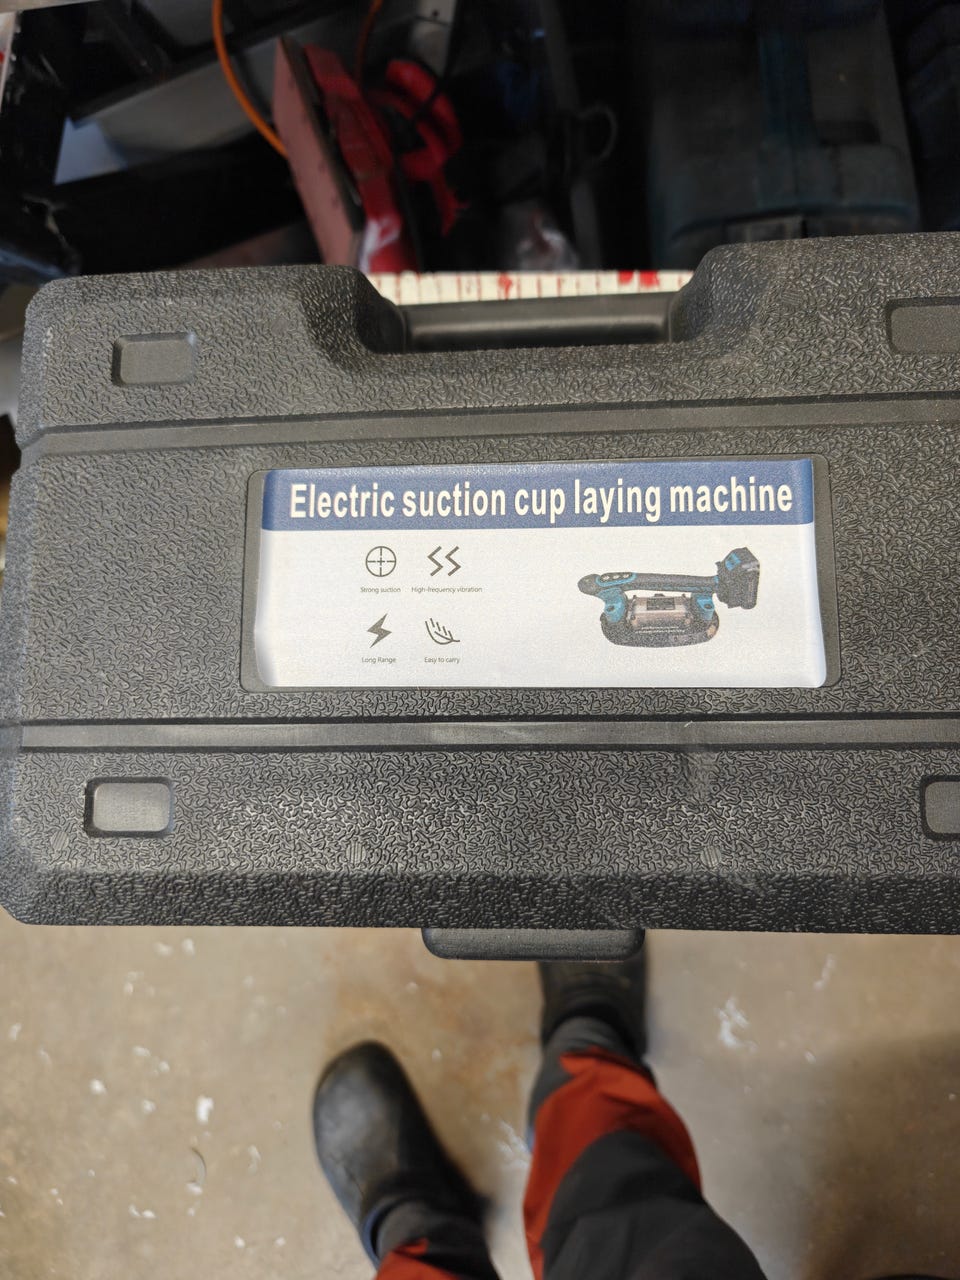 Electric suction cup laying machine
Strong suction
High-frequency vibration
Long Range
Easy to carry